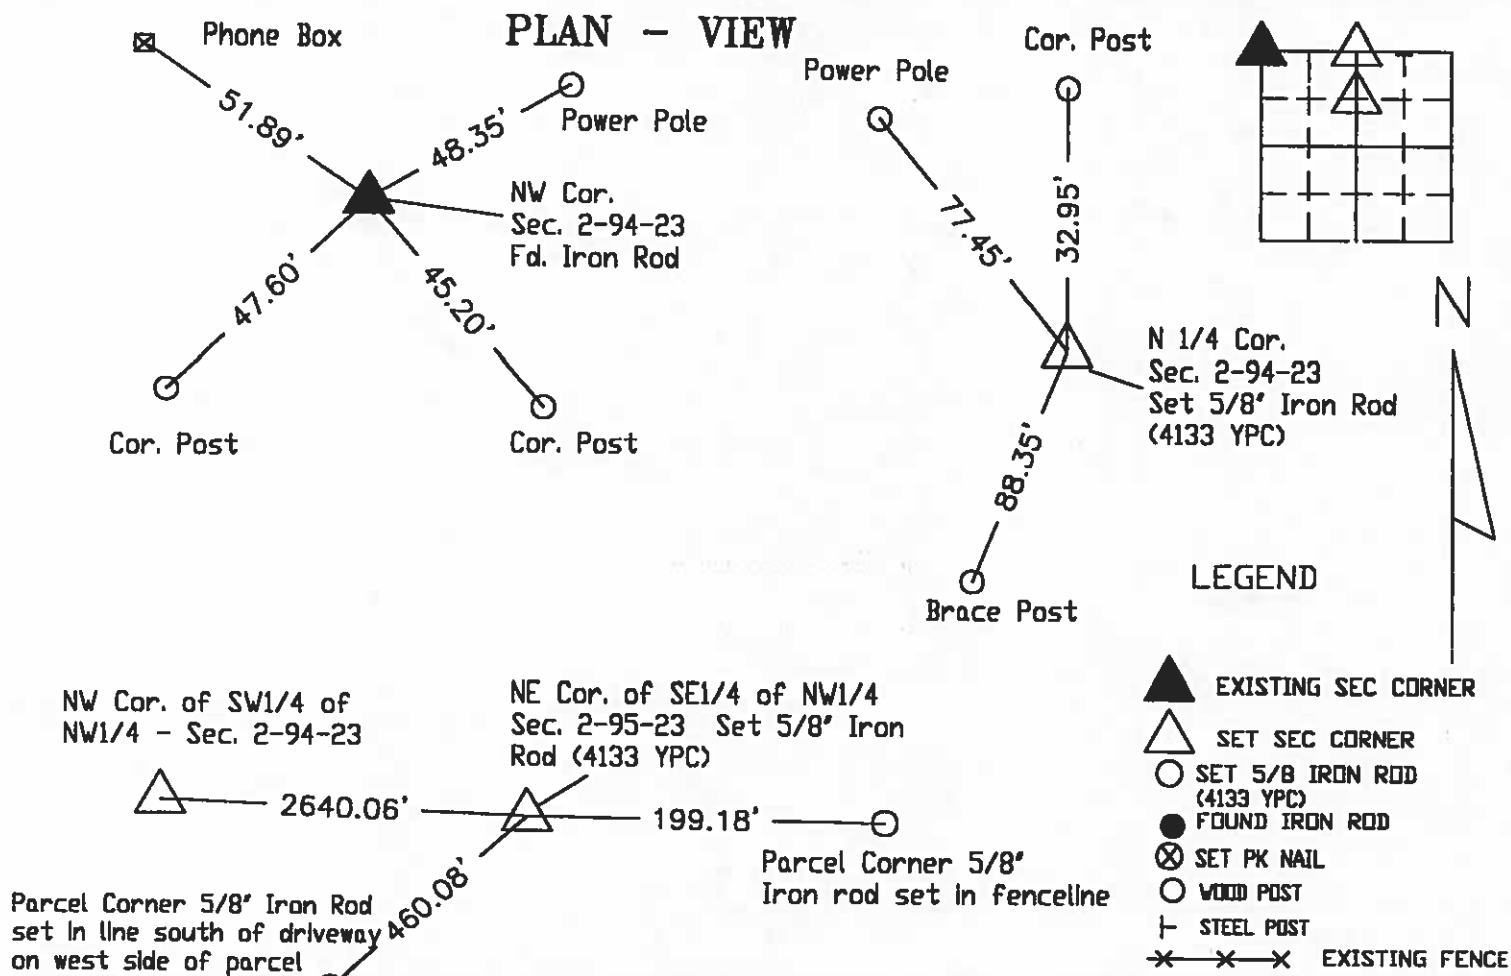 PLAN - VIEW
Phone Box
51.89'
48.35'
Power Pole
NW Cor.
Sec. 2-94-23
Fd. Iron Rod
47.60'
45.20'
Cor. Post
Cor. Post
Power Pole
Cor. Post
77.45'
32.95'
N 1/4 Cor.
Sec. 2-94-23
Set 5/8" Iron Rod
(4133 YPC)
88.35'
Brace Post
N
LEGEND
EXISTING SEC CORNER
SET SEC CORNER
SET 5/8 IRON ROD
(4133 YPC)
FOUND IRON ROD
SET PK NAIL
WOOD POST
STEEL POST
EXISTING FENCE
NW Cor. of SW1/4 of
NW1/4 - Sec. 2-94-23
NE Cor. of SE1/4 of NW1/4
Sec. 2-95-23 Set 5/8" Iron
Rod (4133 YPC)
2640.06'
199.18'
Parcel Corner 5/8"
Iron rod set in fenceline
460.08'
Parcel Corner 5/8" Iron Rod
set in line south of driveway
on west side of parcel